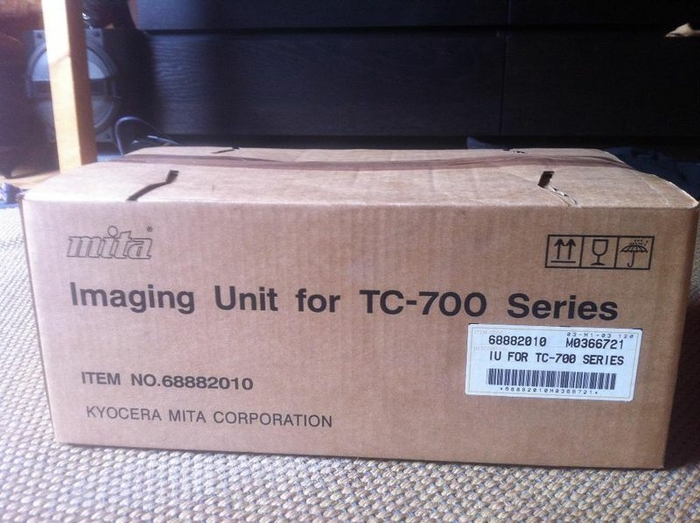 mita
Imaging Unit for TC-700 Series
68882010 M0366721
IU FOR TC-700 SERIES
*68882010M0366721*
ITEM NO.68882010
KYOCERA MITA CORPORATION